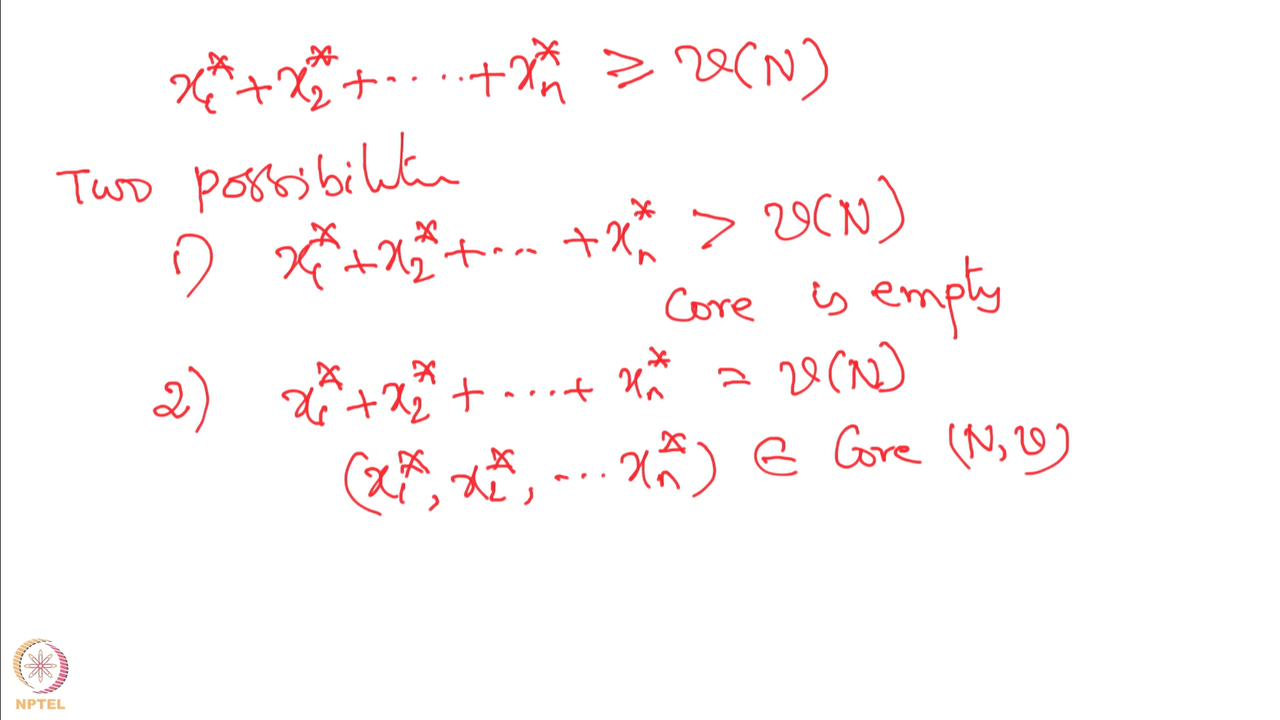 x₁* + x₂* + ..... + xₙ* ≥ v(N)
Two possibilities
1) x₁* + x₂* + ... + xₙ* > v(N)
Core is empty
2) x₁* + x₂* + ... + xₙ* = v(N)
(x₁*, x₂*, ... xₙ*) ∈ Core (N, v)
NPTEL